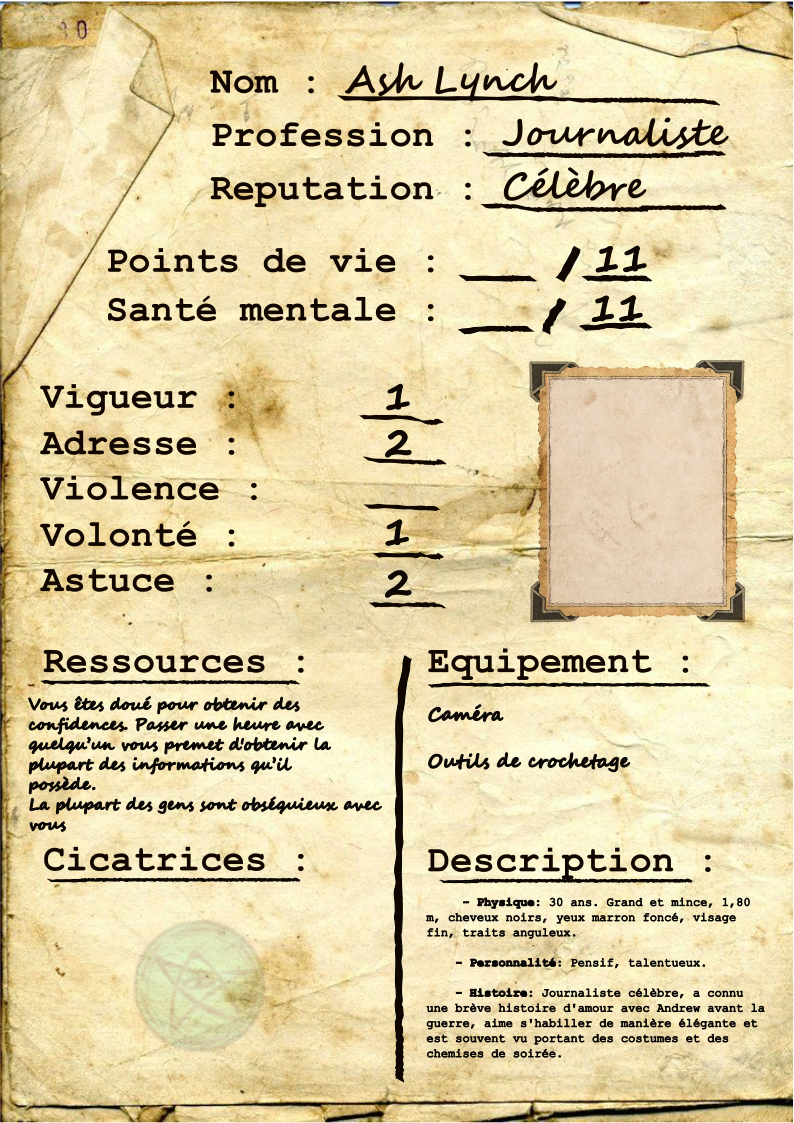 80
Nom : Ash Lynch
Profession : Journaliste
Reputation : Célèbre
Points de vie : ___ / 11
Santé mentale : ___ / 11
Vigueur : 1
Adresse : 2
Violence : ___
Volonté : 1
Astuce : 2
Ressources :
Vous êtes doué pour obtenir des
confidences. Passer une heure avec
quelqu'un vous premet d'obtenir la
plupart des informations qu'il
possède.
La plupart des gens sont obséquieux avec
vous
Cicatrices :
Equipement :
Caméra
Outils de crochetage
Description :
- Physique: 30 ans. Grand et mince, 1,80
m, cheveux noirs, yeux marron foncé, visage
fin, traits anguleux.
- Personnalité: Pensif, talentueux.
- Histoire: Journaliste célèbre, a connu
une brève histoire d'amour avec Andrew avant la
guerre, aime s'habiller de manière élégante et
est souvent vu portant des costumes et des
chemises de soirée.